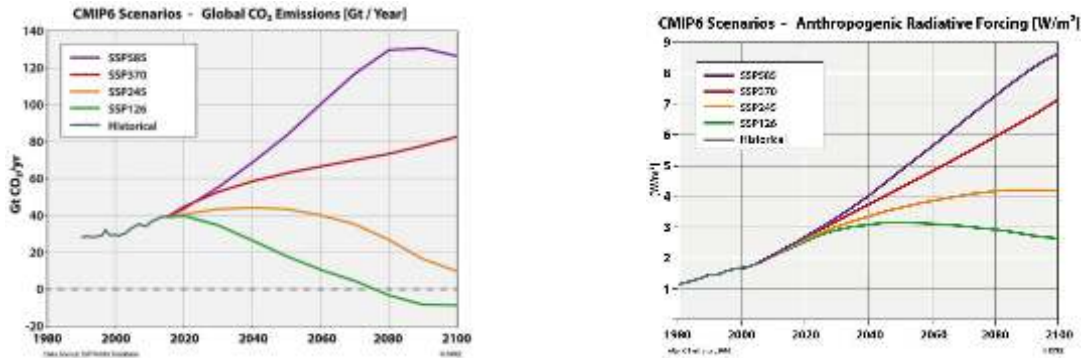 CMIP6 Scenarios - Global CO₂ Emissions [Gt / Year]
140
120
100
80
60
40
20
0
-20
Gt CO₂/yr
SSP585
SSP370
SSP245
SSP126
Historical
1980
2000
2020
2040
2060
2080
2100
CMIP6 Scenarios - Anthropogenic Radiative Forcing [W/m²]
9
8
7
6
5
4
3
2
1
[W/m²]
SSP585
SSP370
SSP245
SSP126
Historical
1980
2000
2020
2040
2060
2080
2100